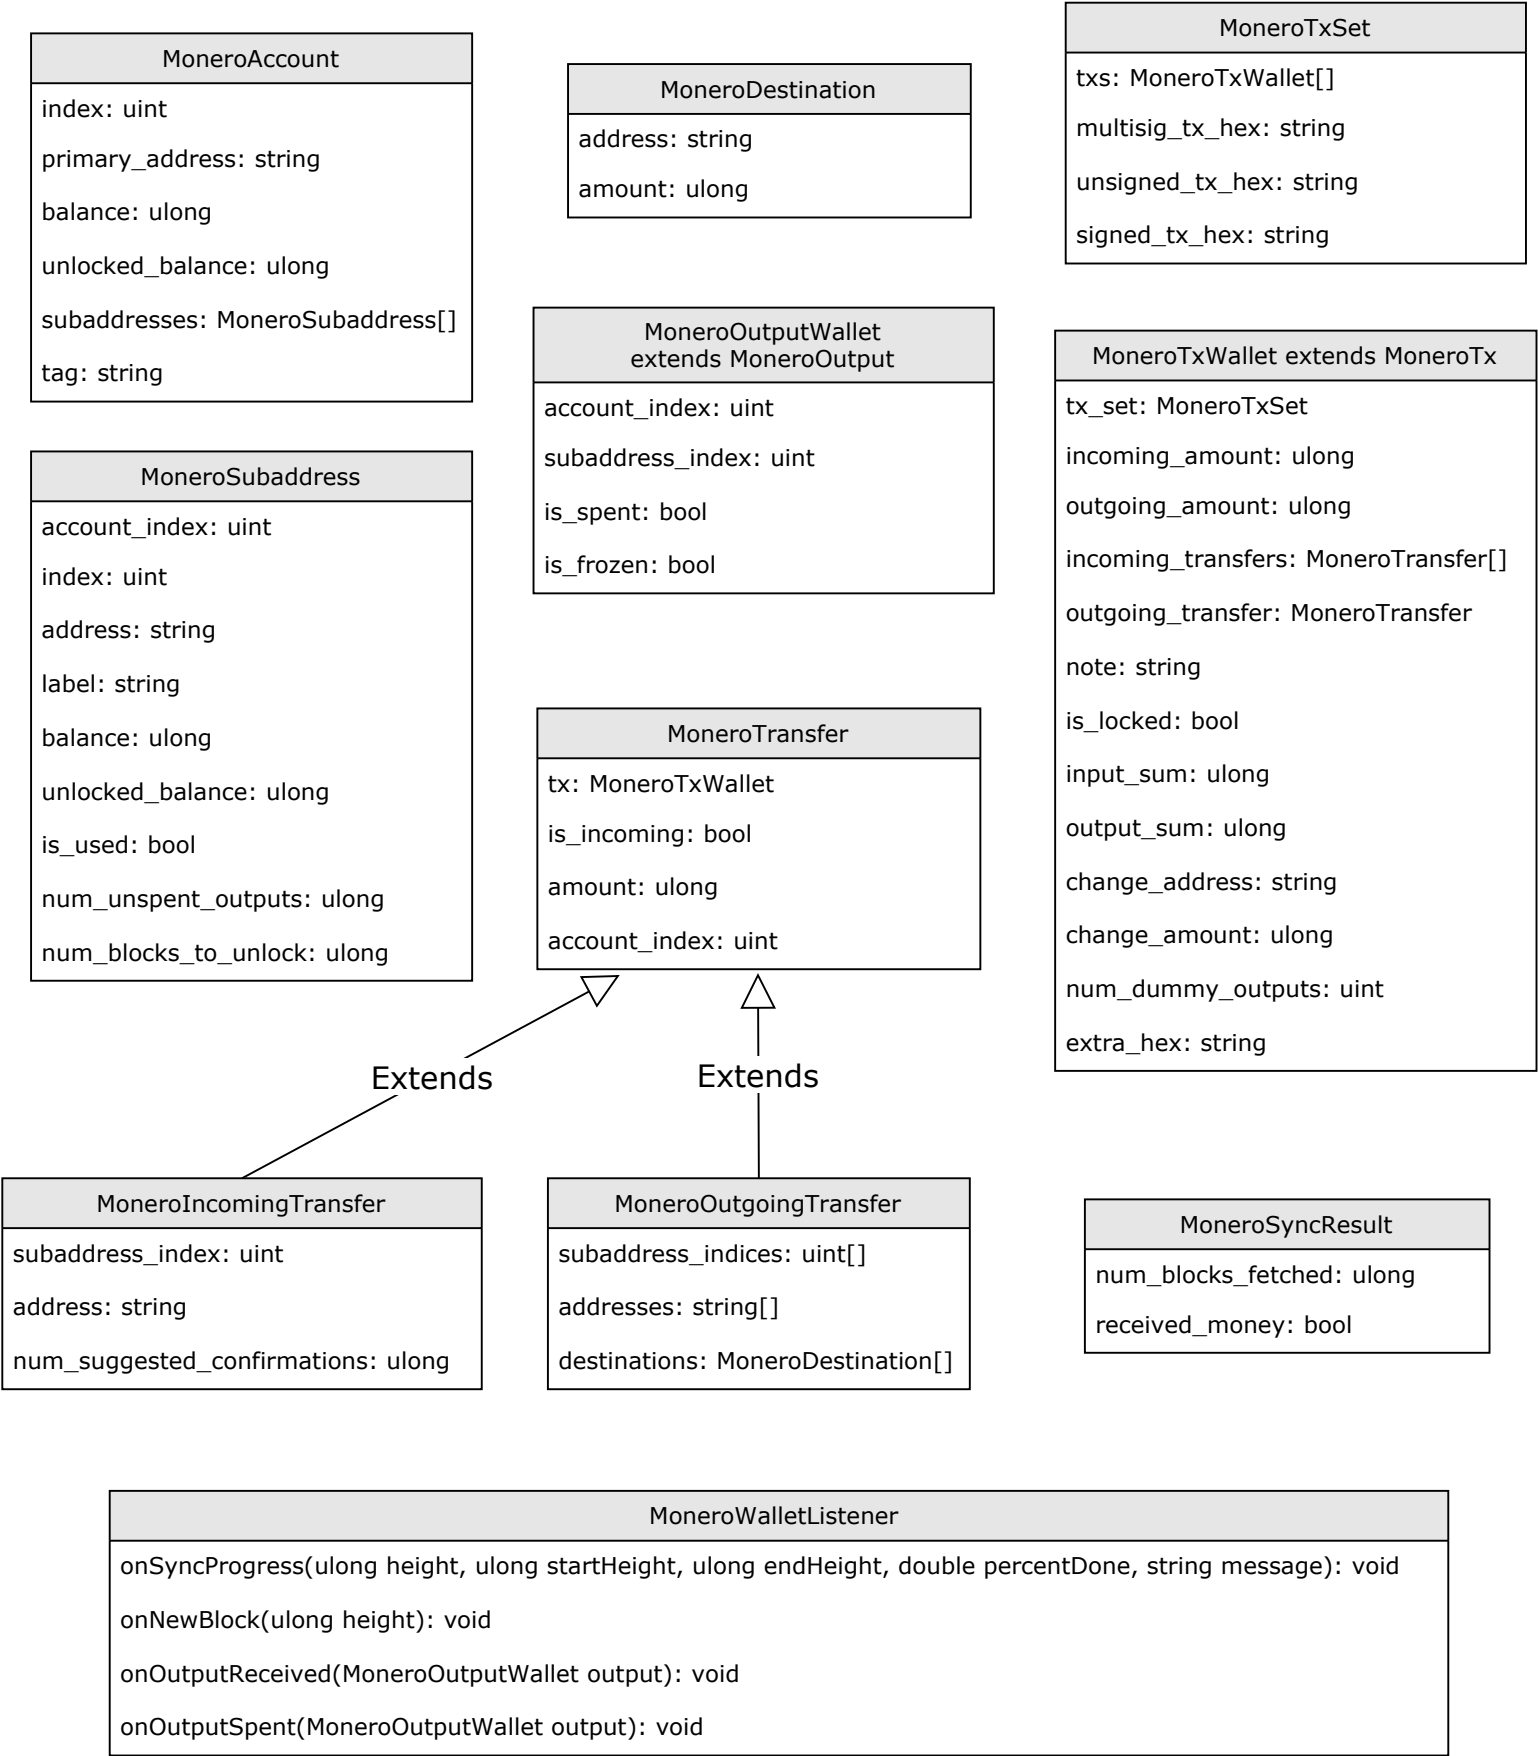 MoneroAccount
index: uint
primary_address: string
balance: ulong
unlocked_balance: ulong
subaddresses: MoneroSubaddress[]
tag: string
MoneroDestination
address: string
amount: ulong
MoneroTxSet
txs: MoneroTxWallet[]
multisig_tx_hex: string
unsigned_tx_hex: string
signed_tx_hex: string
MoneroSubaddress
account_index: uint
index: uint
address: string
label: string
balance: ulong
unlocked_balance: ulong
is_used: bool
num_unspent_outputs: ulong
num_blocks_to_unlock: ulong
MoneroOutputWallet
extends MoneroOutput
account_index: uint
subaddress_index: uint
is_spent: bool
is_frozen: bool
MoneroTxWallet extends MoneroTx
tx_set: MoneroTxSet
incoming_amount: ulong
outgoing_amount: ulong
incoming_transfers: MoneroTransfer[]
outgoing_transfer: MoneroTransfer
note: string
is_locked: bool
input_sum: ulong
output_sum: ulong
change_address: string
change_amount: ulong
num_dummy_outputs: uint
extra_hex: string
MoneroTransfer
tx: MoneroTxWallet
is_incoming: bool
amount: ulong
account_index: uint
Extends
Extends
MoneroIncomingTransfer
subaddress_index: uint
address: string
num_suggested_confirmations: ulong
MoneroOutgoingTransfer
subaddress_indices: uint[]
addresses: string[]
destinations: MoneroDestination[]
MoneroSyncResult
num_blocks_fetched: ulong
received_money: bool
MoneroWalletListener
onSyncProgress(ulong height, ulong startHeight, ulong endHeight, double percentDone, string message): void
onNewBlock(ulong height): void
onOutputReceived(MoneroOutputWallet output): void
onOutputSpent(MoneroOutputWallet output): void